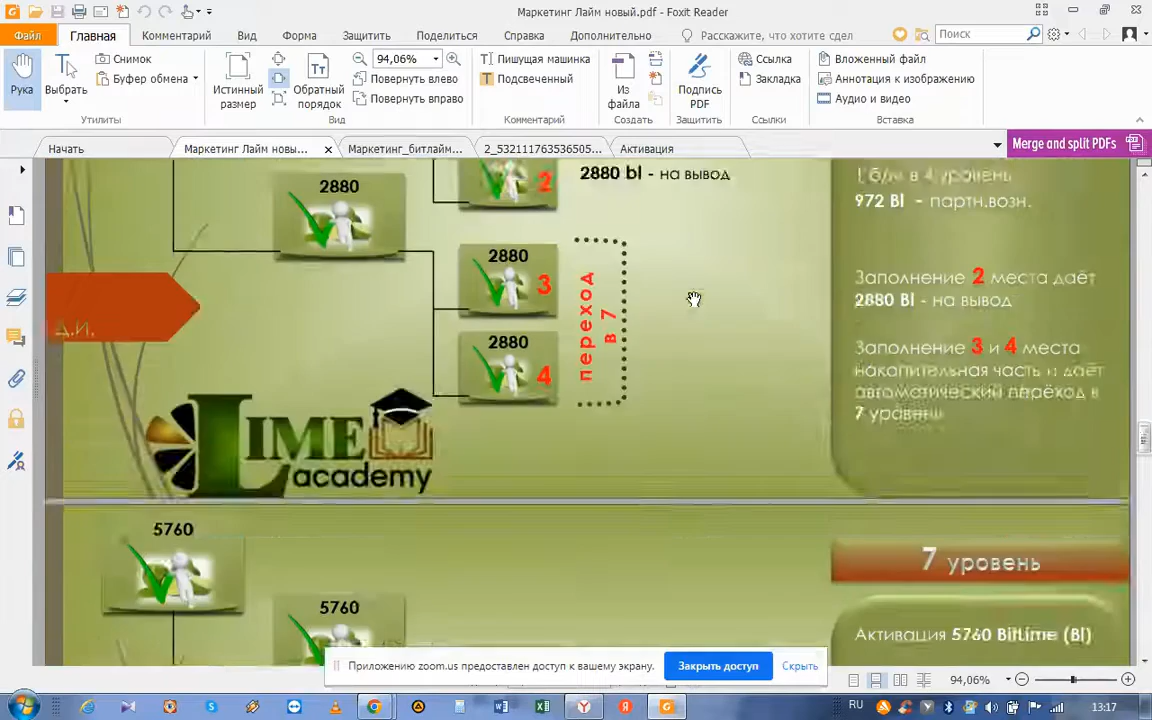 Маркетинг Лайм новый.pdf - Foxit Reader
Файл
Главная
Комментарий
Вид
Форма
Защитить
Поделиться
Справка
Дополнительно
Расскажите, что хотите сдел
Поиск
Рука
Выбрать
Снимок
Буфер обмена
Утилиты
Истинный размер
Обратный порядок
94,06%
Повернуть влево
Повернуть вправо
Вид
Пишущая машинка
Подсвеченный
Комментарий
Из файла
Создать
Подпись PDF
Защитить
Ссылка
Закладка
Ссылки
Вложенный файл
Аннотация к изображению
Аудио и видео
Вставка
Начать
Маркетинг Лайм новы...
Маркетинг_битлайм...
2_532111763536505...
Активация
Merge and split PDFs
2
2880 bl - на вывод
2880
2880
3
2880
4
переход
в 7
Д.И.
LIME
academy
в 4 уровень
972 Bl - партн.возн.
Заполнение 2 места даёт
2880 Bl - на вывод
Заполнение 3 и 4 места
накопительная часть и даёт
автоматический переход в
7 уровень
5760
5760
7 уровень
Активация 5760 Bitlime (Bl)
Приложению zoom.us предоставлен доступ к вашему экрану.
Закрыть доступ
Скрыть
94,06%
RU
13:17